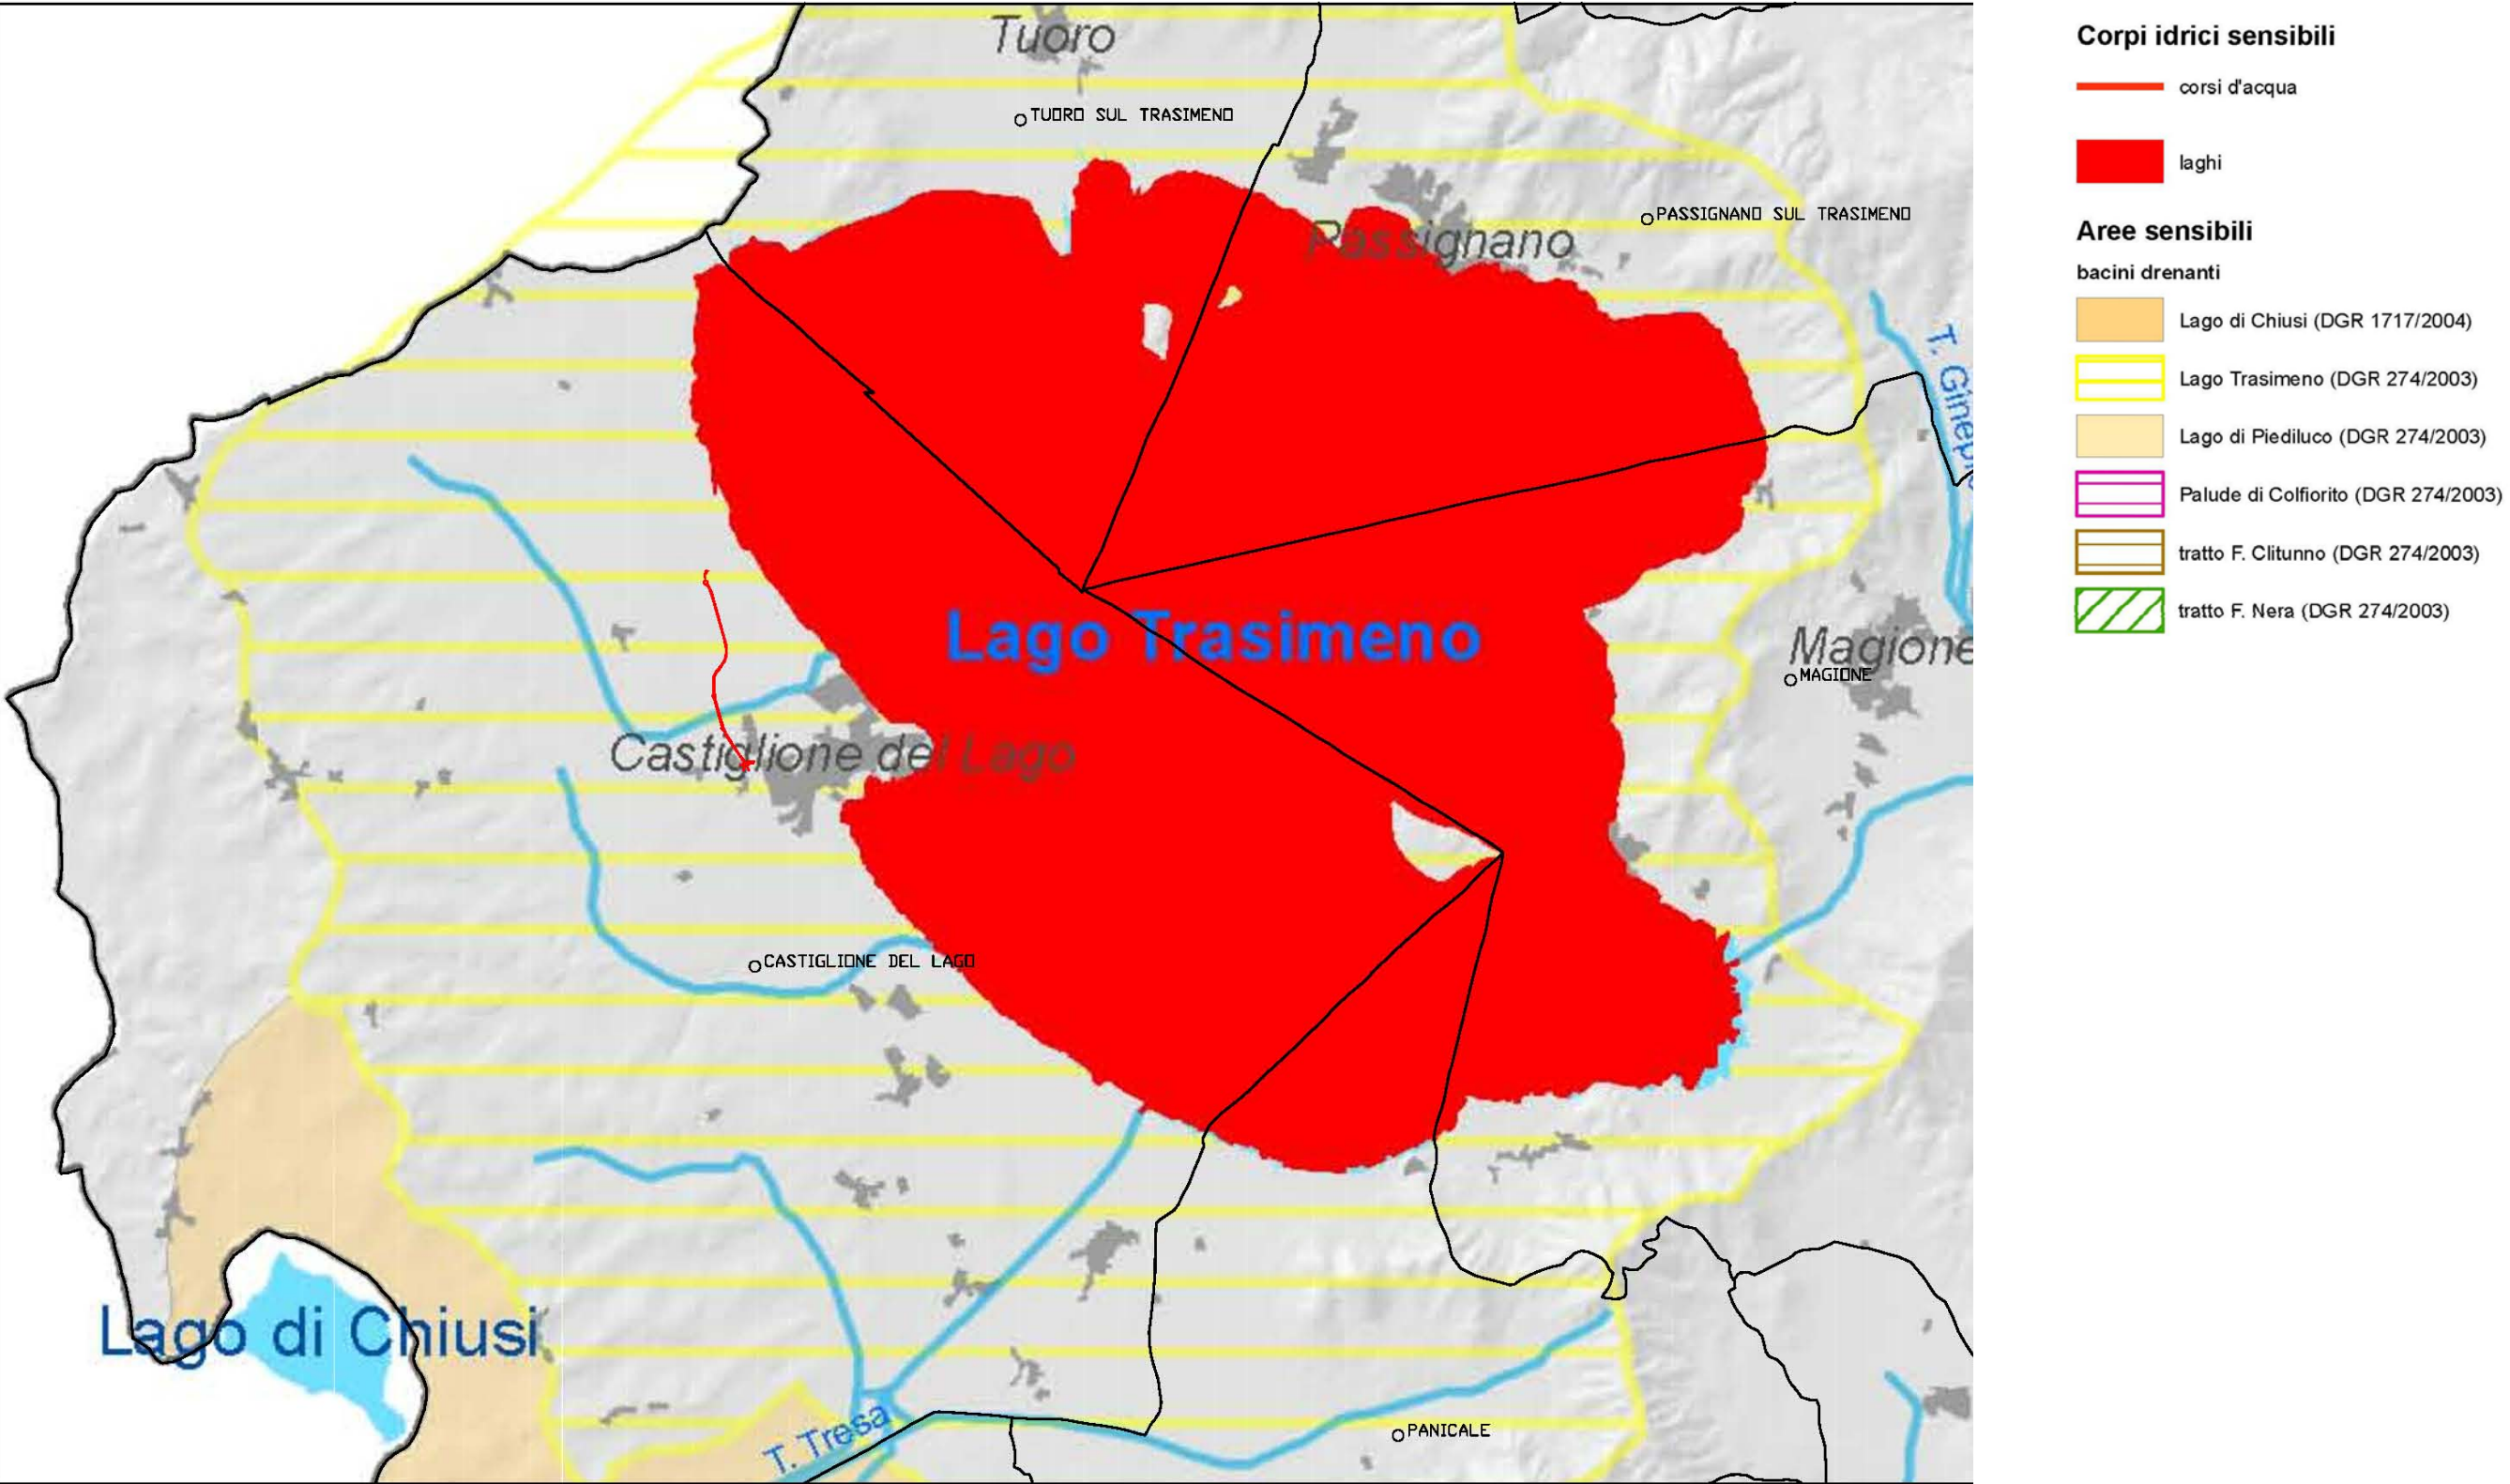 Tuoro
TUORO SUL TRASIMENO
PASSIGNANO SUL TRASIMENO
Passignano
Lago Trasimeno
Magione
MAGIONE
Castiglione del Lago
CASTIGLIONE DEL LAGO
Lago di Chiusi
T. Tresa
PANICALE
Corpi idrici sensibili
corsi d'acqua
laghi
Aree sensibili
bacini drenanti
Lago di Chiusi (DGR 1717/2004)
Lago Trasimeno (DGR 274/2003)
Lago di Piediluco (DGR 274/2003)
Palude di Colfiorito (DGR 274/2003)
tratto F. Clitunno (DGR 274/2003)
tratto F. Nera (DGR 274/2003)